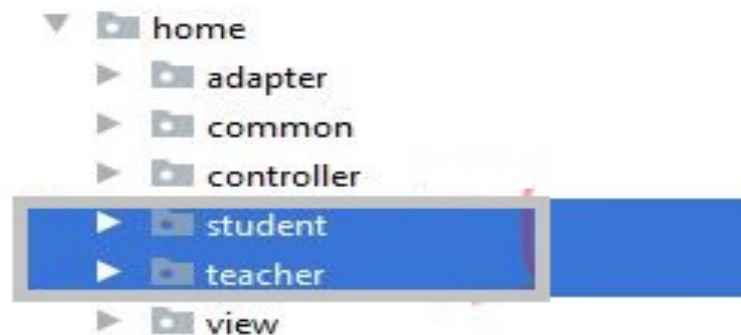 home
adapter
common
controller
student
teacher
view